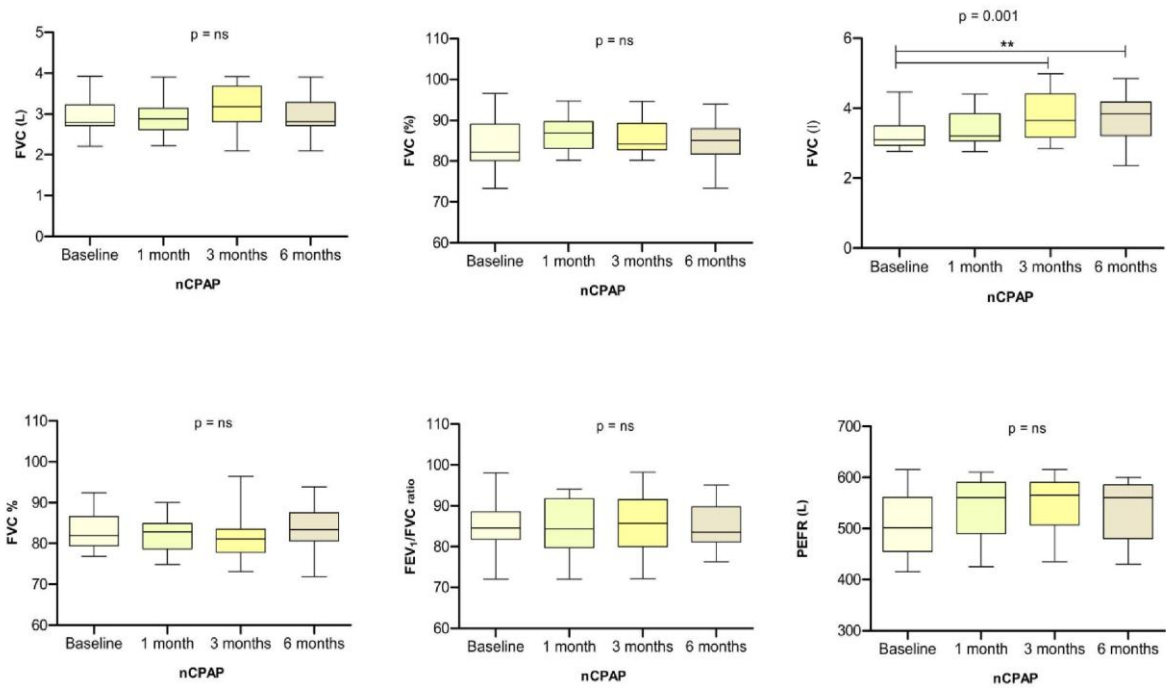 p = ns
FVC (L)
5
4
3
2
1
0
Baseline 1 month 3 months 6 months
nCPAP
p = ns
FVC (%)
110
100
90
80
70
60
Baseline 1 month 3 months 6 months
nCPAP
p = 0.001
**
FVC (l)
6
4
2
0
Baseline 1 month 3 months 6 months
nCPAP
p = ns
FVC %
110
100
90
80
70
60
Baseline 1 month 3 months 6 months
nCPAP
p = ns
FEV₁/FVC ratio
110
100
90
80
70
60
Baseline 1 month 3 months 6 months
nCPAP
p = ns
PEFR (L)
700
600
500
400
300
Baseline 1 month 3 months 6 months
nCPAP